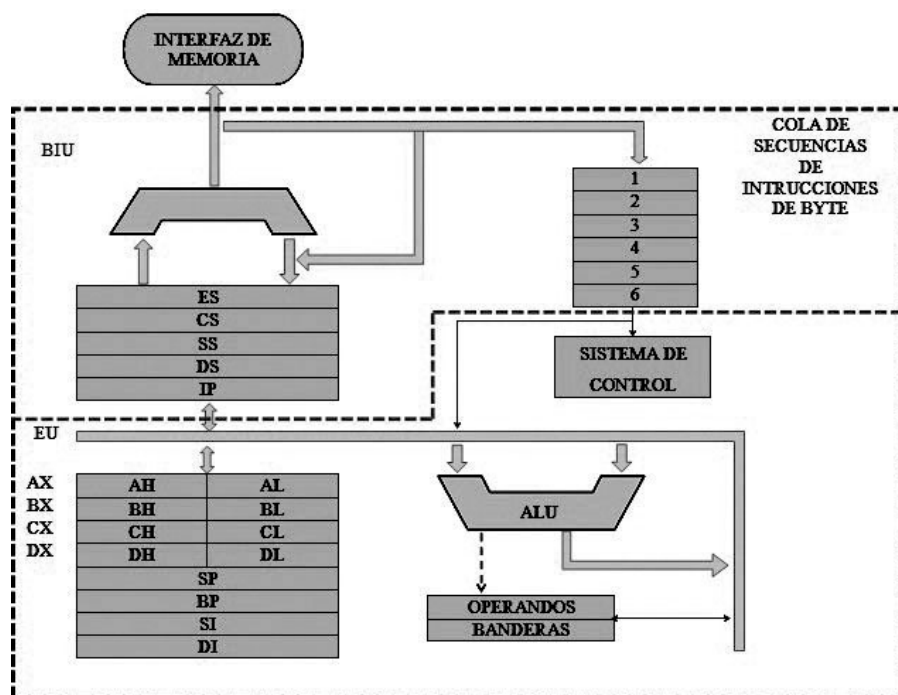 INTERFAZ DE
MEMORIA
BIU
COLA DE
SECUENCIAS
DE
INTRUCCIONES
DE BYTE
1
2
3
4
5
6
ES
CS
SS
DS
IP
SISTEMA DE
CONTROL
EU
AX AH AL
BX BH BL
CX CH CL
DX DH DL
SP
BP
SI
DI
ALU
OPERANDOS
BANDERAS